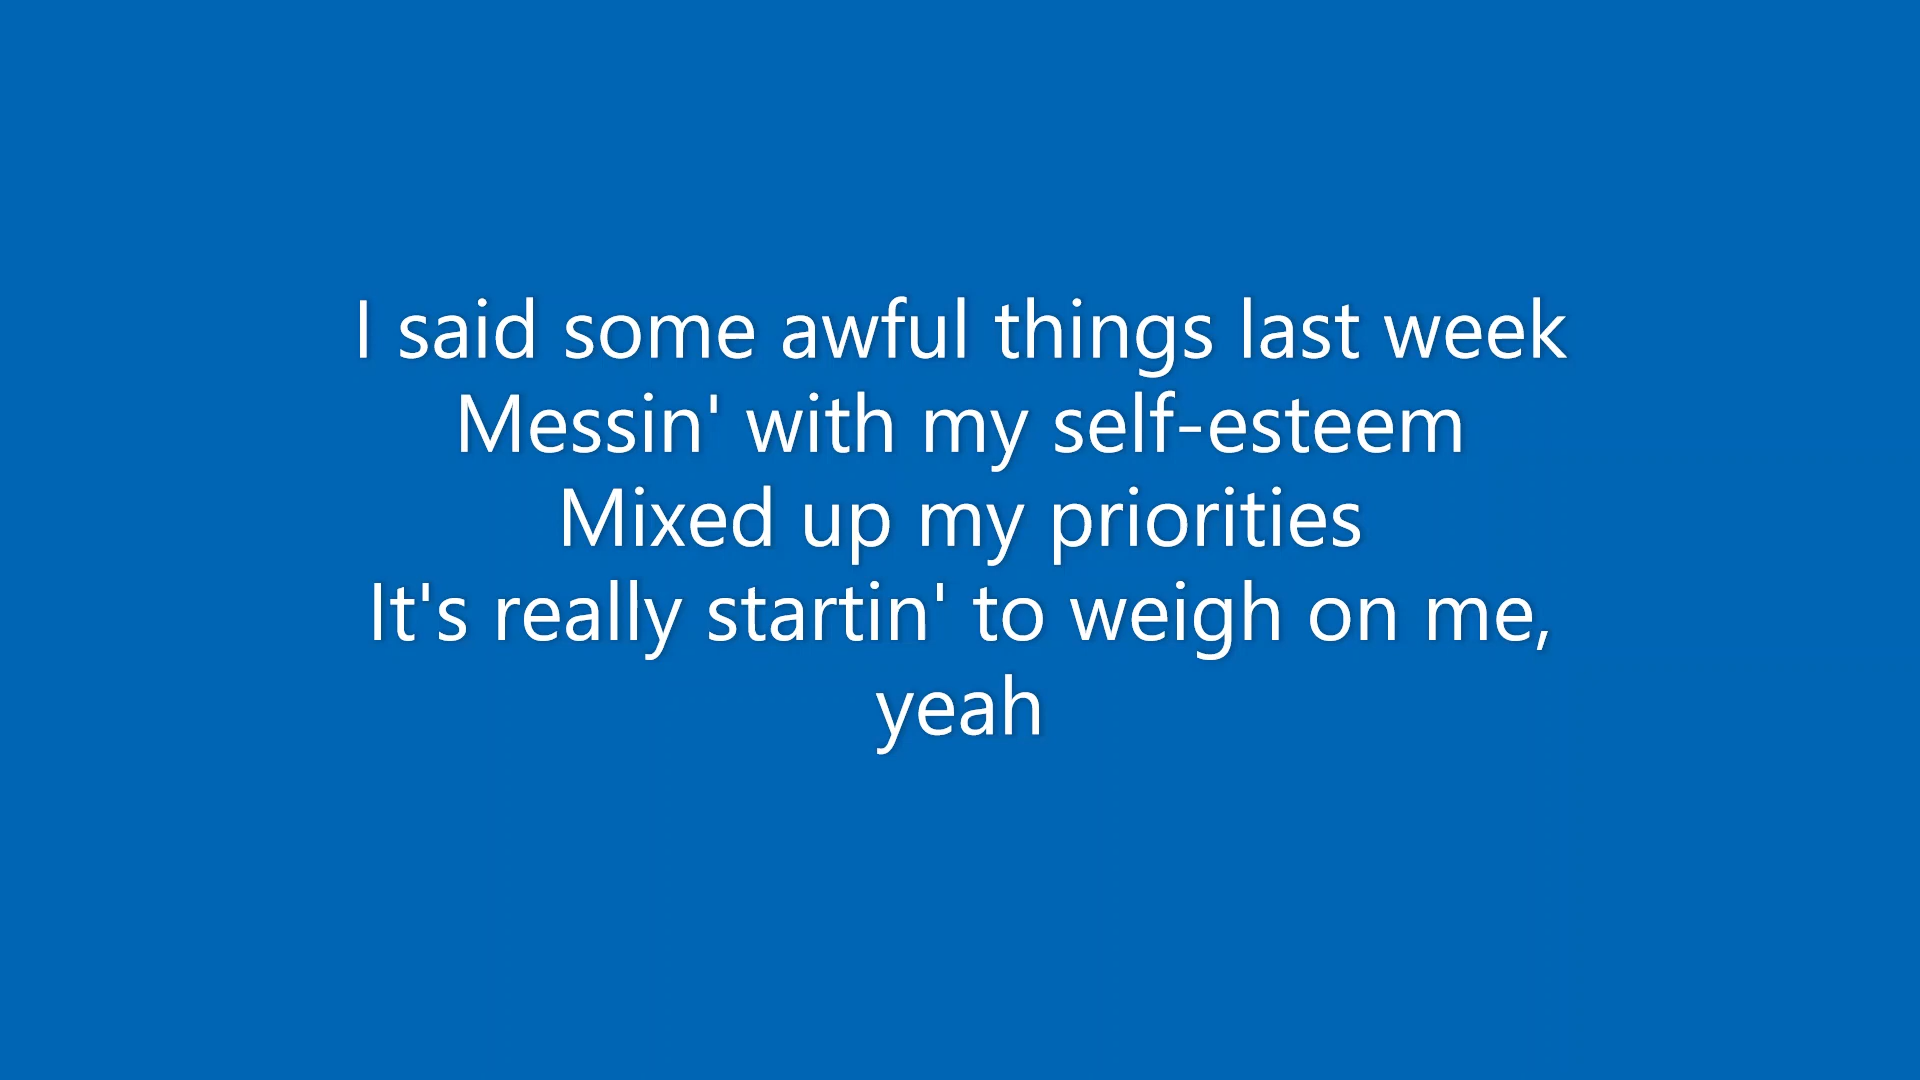 I said some awful things last week
Messin' with my self-esteem
Mixed up my priorities
It's really startin' to weigh on me,
yeah